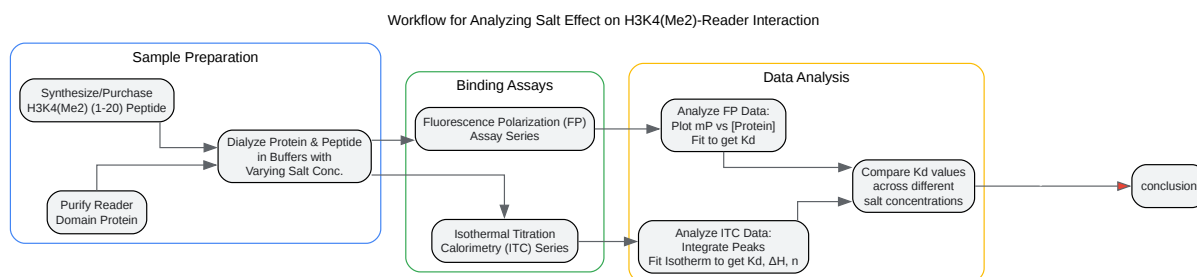 Workflow for Analyzing Salt Effect on H3K4(Me2)-Reader Interaction
Sample Preparation
Synthesize/Purchase
H3K4(Me2) (1-20) Peptide
Purify Reader
Domain Protein
Dialyze Protein & Peptide
in Buffers with
Varying Salt Conc.
Binding Assays
Fluorescence Polarization (FP)
Assay Series
Isothermal Titration
Calorimetry (ITC) Series
Data Analysis
Analyze FP Data:
Plot mP vs [Protein]
Fit to get Kd
Analyze ITC Data:
Integrate Peaks
Fit Isotherm to get Kd, ΔH, n
Compare Kd values
across different
salt concentrations
conclusion